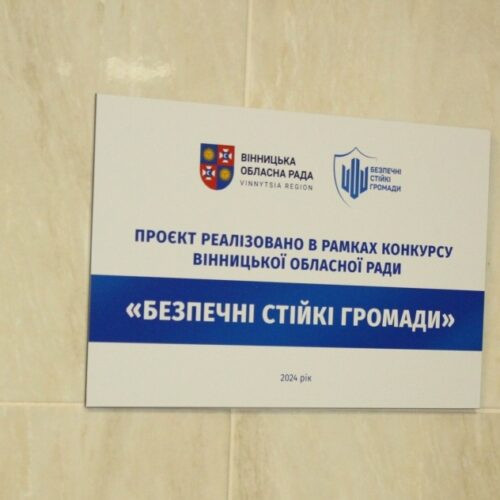 ВІННИЦЬКА
ОБЛАСНА РАДА
VINNYTSIA REGION
БЕЗПЕЧНІ
СТІЙКІ
ГРОМАДИ
ПРОЄКТ РЕАЛІЗОВАНО В РАМКАХ КОНКУРСУ
ВІННИЦЬКОЇ ОБЛАСНОЇ РАДИ
«БЕЗПЕЧНІ СТІЙКІ ГРОМАДИ»
2024 рік